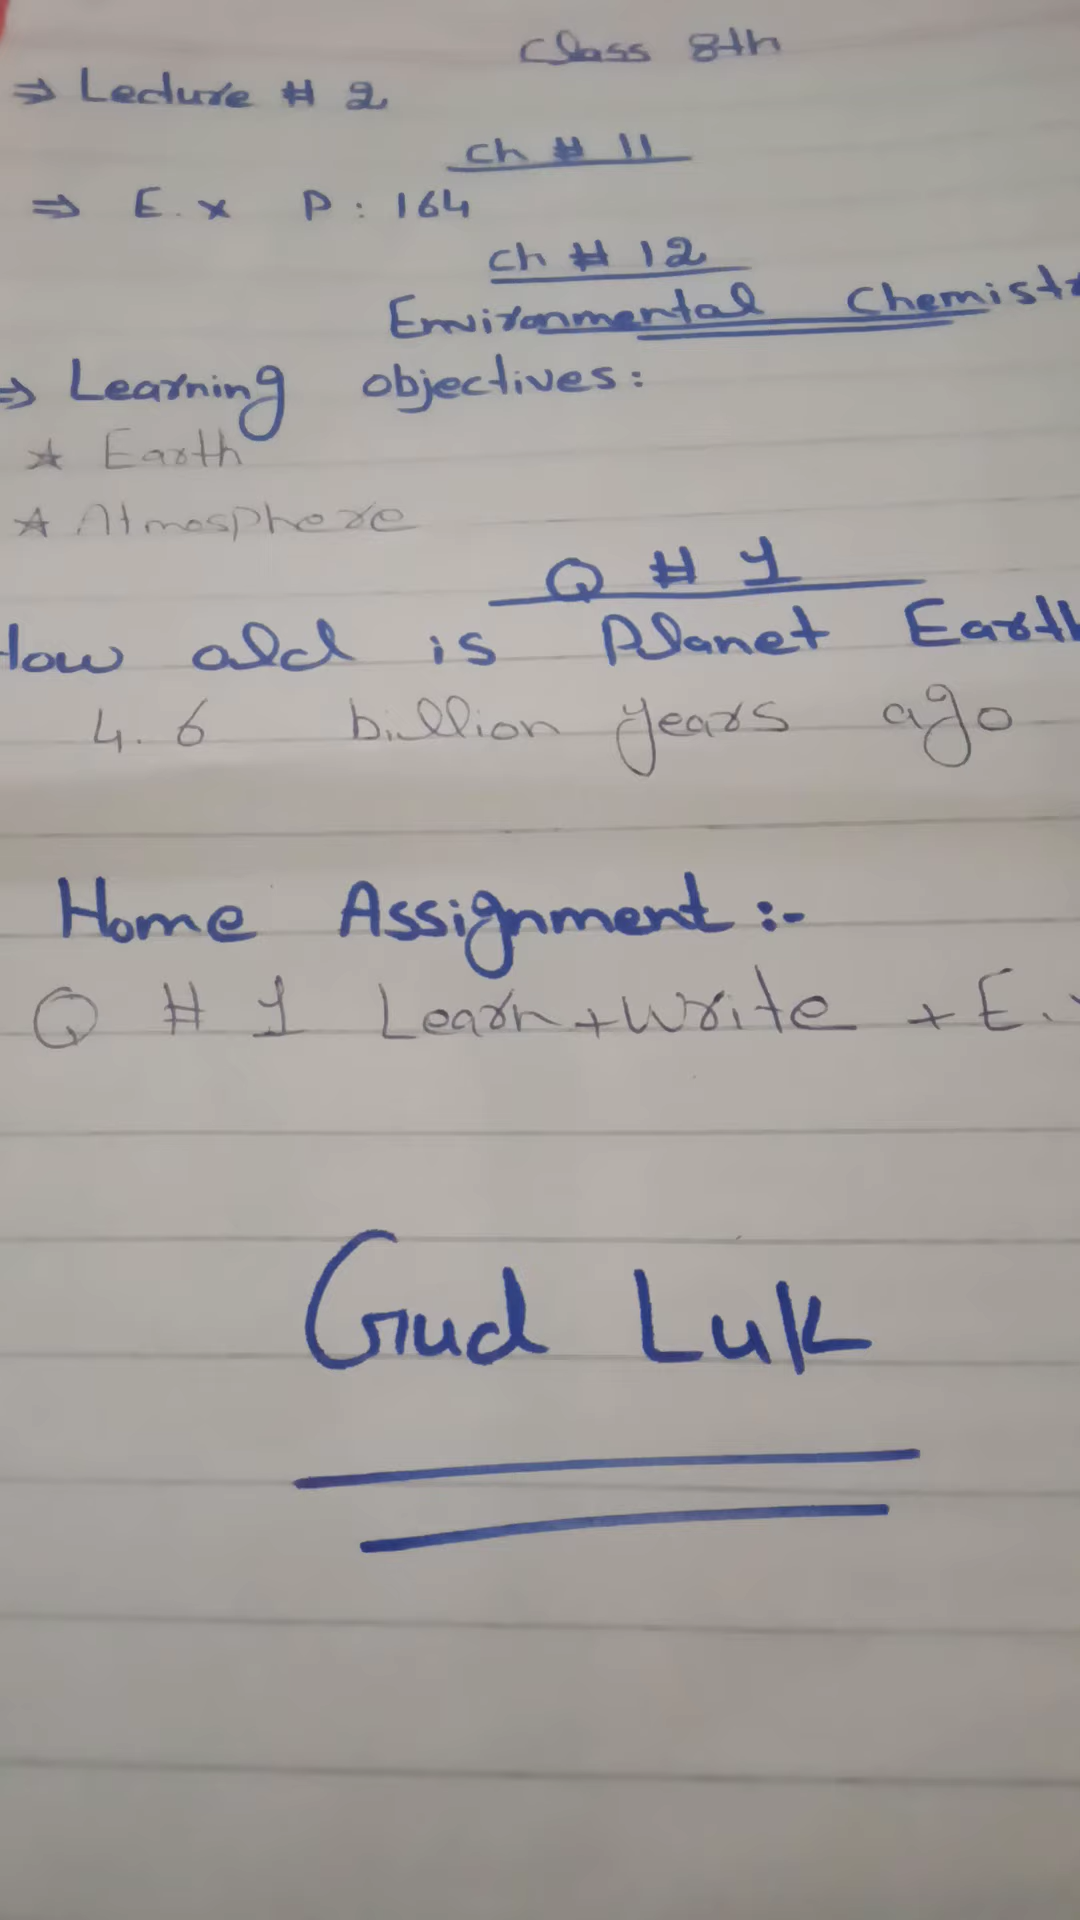 Class 8th
⇒ Lecture # 2
Ch # 11
⇒ E.x P: 164
Ch # 12
Environmental Chemist
⇒ Learning objectives:
☆ Earth
☆ Atmosphere
Q # 1
How old is Planet Earth
4.6 billion years ago
Home Assignment :-
Q # 1 Learn+Write + E.x
Gud Luk